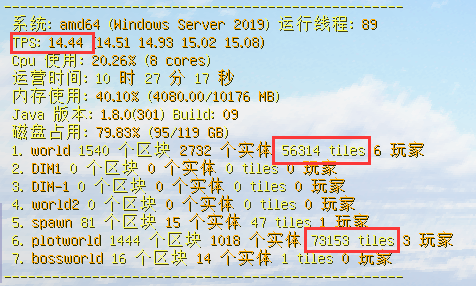 系统: amd64 (Windows Server 2019) 运行线程: 89
TPS: 14.44 (14.51 14.93 15.02 15.08)
Cpu 使用: 20.26% (8 cores)
运营时间: 10 时 27 分 17 秒
内存使用: 40.10% (4080.00/10176 MB)
Java 版本: 1.8.0(301) Build: 09
磁盘占用: 79.83% (95/119 GB)
1. world 1540 个区块 2732 个实体 56314 tiles 6 玩家
2. DIM1 0 个区块 0 个实体 0 tiles 0 玩家
3. DIM-1 0 个区块 0 个实体 0 tiles 0 玩家
4. world2 0 个区块 0 个实体 0 tiles 0 玩家
5. spawn 81 个区块 15 个实体 47 tiles 1 玩家
6. plotworld 1444 个区块 1018 个实体 73153 tiles 3 玩家
7. bossworld 16 个区块 14 个实体 1 tiles 0 玩家